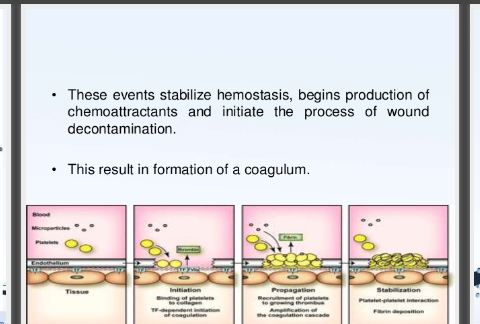 • These events stabilize hemostasis, begins production of
chemoattractants and initiate the process of wound
decontamination.
• This result in formation of a coagulum.
Blood
Microparticles
Platelets
Endothelium
Tissue
Thrombin
Initiation
Binding of platelets
to collagen
TF-dependent initiation
of coagulation
Fibrin
Propagation
Recruitment of platelets
to growing thrombus
Amplification of
the coagulation cascade
Stabilization
Platelet-platelet interaction
Fibrin deposition